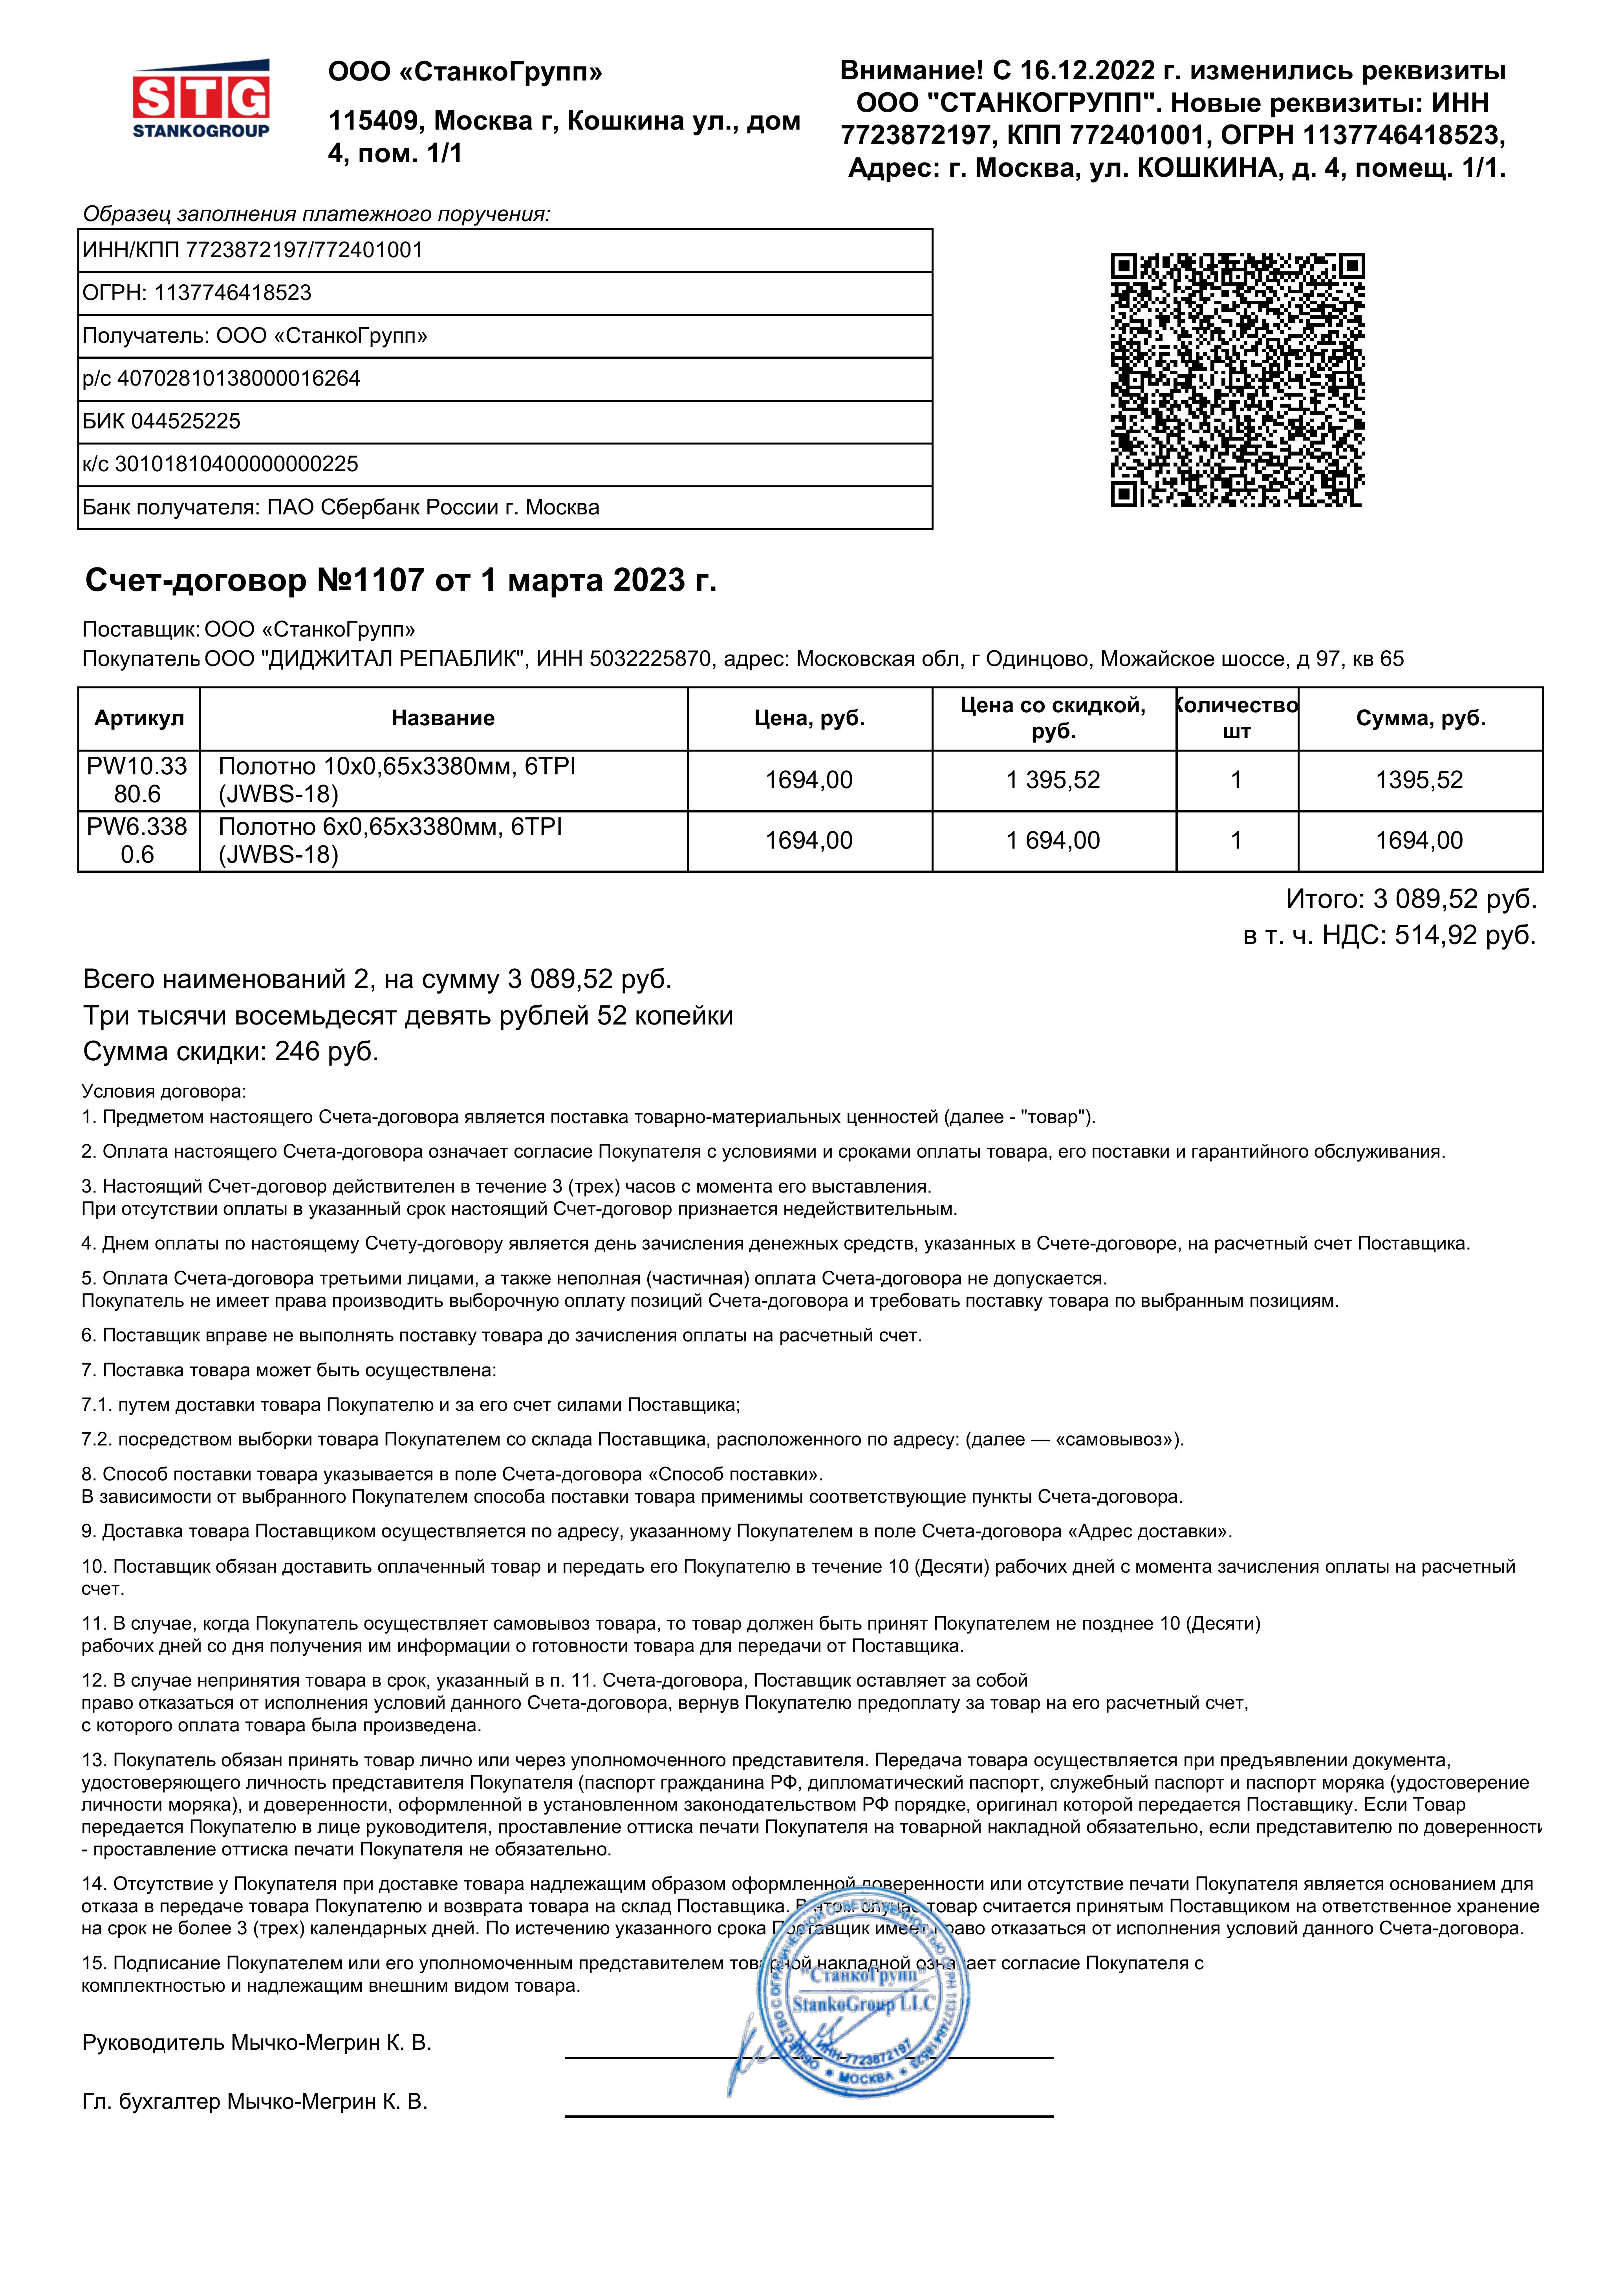 STG
STANKOGROUP
ООО «СтанкоГрупп»
115409, Москва г, Кошкина ул., дом
4, пом. 1/1
Внимание! С 16.12.2022 г. изменились реквизиты
ООО "СТАНКОГРУПП". Новые реквизиты: ИНН
7723872197, КПП 772401001, ОГРН 1137746418523,
Адрес: г. Москва, ул. КОШКИНА, д. 4, помещ. 1/1.
Образец заполнения платежного поручения:
ИНН/КПП 7723872197/772401001
ОГРН: 1137746418523
Получатель: ООО «СтанкоГрупп»
р/с 40702810138000016264
БИК 044525225
к/с 30101810400000000225
Банк получателя: ПАО Сбербанк России г. Москва
Счет-договор №1107 от 1 марта 2023 г.
Поставщик: ООО «СтанкоГрупп»
Покупатель ООО "ДИДЖИТАЛ РЕПАБЛИК", ИНН 5032225870, адрес: Московская обл, г Одинцово, Можайское шоссе, д 97, кв 65
Артикул Название Цена, руб. Цена со скидкой, руб. Количество шт Сумма, руб.
PW10.33 Полотно 10х0,65х3380мм, 6TPI 1694,00 1 395,52 1 1395,52
80.6 (JWBS-18)
PW6.338 Полотно 6х0,65х3380мм, 6TPI 1694,00 1 694,00 1 1694,00
0.6 (JWBS-18)
Итого: 3 089,52 руб.
в т. ч. НДС: 514,92 руб.
Всего наименований 2, на сумму 3 089,52 руб.
Три тысячи восемьдесят девять рублей 52 копейки
Сумма скидки: 246 руб.
Условия договора:
1. Предметом настоящего Счета-договора является поставка товарно-материальных ценностей (далее - "товар").
2. Оплата настоящего Счета-договора означает согласие Покупателя с условиями и сроками оплаты товара, его поставки и гарантийного обслуживания.
3. Настоящий Счет-договор действителен в течение 3 (трех) часов с момента его выставления.
При отсутствии оплаты в указанный срок настоящий Счет-договор признается недействительным.
4. Днем оплаты по настоящему Счету-договору является день зачисления денежных средств, указанных в Счете-договоре, на расчетный счет Поставщика.
5. Оплата Счета-договора третьими лицами, а также неполная (частичная) оплата Счета-договора не допускается.
Покупатель не имеет права производить выборочную оплату позиций Счета-договора и требовать поставку товара по выбранным позициям.
6. Поставщик вправе не выполнять поставку товара до зачисления оплаты на расчетный счет.
7. Поставка товара может быть осуществлена:
7.1. путем доставки товара Покупателю и за его счет силами Поставщика;
7.2. посредством выборки товара Покупателем со склада Поставщика, расположенного по адресу: (далее — «самовывоз»).
8. Способ поставки товара указывается в поле Счета-договора «Способ поставки».
В зависимости от выбранного Покупателем способа поставки товара применимы соответствующие пункты Счета-договора.
9. Доставка товара Поставщиком осуществляется по адресу, указанному Покупателем в поле Счета-договора «Адрес доставки».
10. Поставщик обязан доставить оплаченный товар и передать его Покупателю в течение 10 (Десяти) рабочих дней с момента зачисления оплаты на расчетный
счет.
11. В случае, когда Покупатель осуществляет самовывоз товара, то товар должен быть принят Покупателем не позднее 10 (Десяти)
рабочих дней со дня получения им информации о готовности товара для передачи от Поставщика.
12. В случае непринятия товара в срок, указанный в п. 11. Счета-договора, Поставщик оставляет за собой
право отказаться от исполнения условий данного Счета-договора, вернув Покупателю предоплату за товар на его расчетный счет,
с которого оплата товара была произведена.
13. Покупатель обязан принять товар лично или через уполномоченного представителя. Передача товара осуществляется при предъявлении документа,
удостоверяющего личность представителя Покупателя (паспорт гражданина РФ, дипломатический паспорт, служебный паспорт и паспорт моряка (удостоверение
личности моряка), и доверенности, оформленной в установленном законодательством РФ порядке, оригинал которой передается Поставщику. Если Товар
передается Покупателю в лице руководителя, проставление оттиска печати Покупателя на товарной накладной обязательно, если представителю по доверенности
- проставление оттиска печати Покупателя не обязательно.
14. Отсутствие у Покупателя при доставке товара надлежащим образом оформленной доверенности или отсутствие печати Покупателя является основанием для
отказа в передаче товара Покупателю и возврата товара на склад Поставщика. В этом случае товар считается принятым Поставщиком на ответственное хранение
на срок не более 3 (трех) календарных дней. По истечению указанного срока Поставщик имеет право отказаться от исполнения условий данного Счета-договора.
15. Подписание Покупателем или его уполномоченным представителем товарной накладной означает согласие Покупателя с
комплектностью и надлежащим внешним видом товара.
ОБЩЕСТВО С ОГРАНИЧЕННОЙ ОТВЕТСТВЕННОСТЬЮ ОГРН 1137746418523
"СтанкоГрупп"
StankoGroup LLC
ИНН 7723872197
МОСКВА
Руководитель Мычко-Мегрин К. В.
Гл. бухгалтер Мычко-Мегрин К. В.